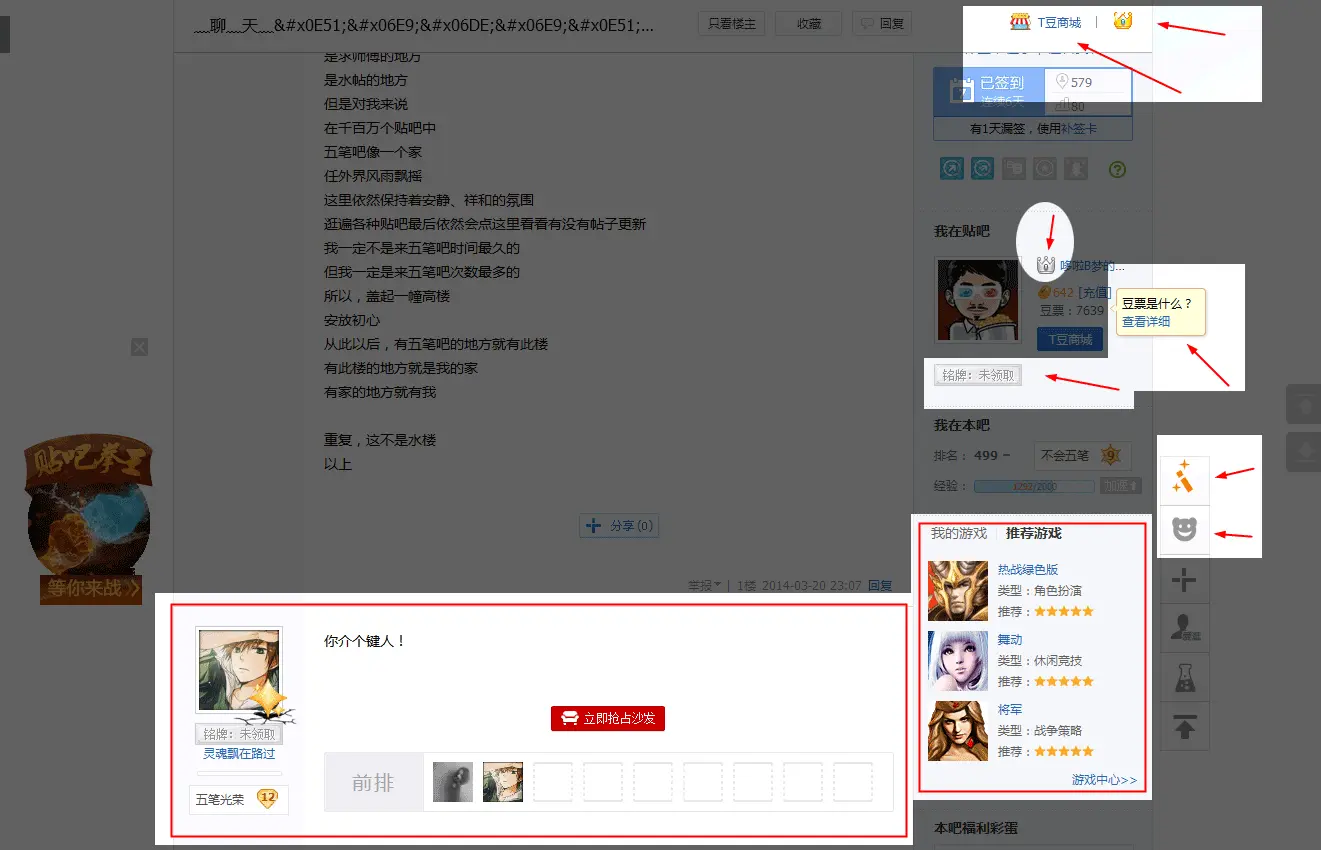 ﹏聊﹏天﹏&#x0E51;&#x06E9;&#x06DE;&#x06E9;&#x0E51;...
只看楼主
收藏
回复
T豆商城
是求师傅的地方
是水帖的地方
但是对我来说
在千百万个贴吧中
五笔吧像一个家
任外界风雨飘摇
这里依然保持着安静、祥和的氛围
逛遍各种贴吧最后依然会点这里看看有没有帖子更新
我一定不是来五笔吧时间最久的
但我一定是来五笔吧次数最多的
所以，盖起一幢高楼
安放初心
从此以后，有五笔吧的地方就有此楼
有此楼的地方就是我的家
有家的地方就有我
重复，这不是水楼
以上
分享(0)
举报 | 1楼 2014-03-20 23:07 回复
贴吧拳王
等你来战
铭牌：未领取
灵魂飘在路过
五笔光荣 12
你介个键人！
立即抢占沙发
前排
7
已签到
连续6天
579
80
有1天漏签，使用补签卡
我在贴吧
哆啦B梦的...
642 [充值]
豆票：7639
T豆商城
豆票是什么？
查看详细
铭牌：未领取
我在本吧
排名： 499
不会五笔 9
经验：
加速
我的游戏
推荐游戏
热战绿色版
类型：角色扮演
推荐：★★★★★
舞动
类型：休闲竞技
推荐：★★★★★
将军
类型：战争策略
推荐：★★★★★
游戏中心>>
本吧福利彩蛋